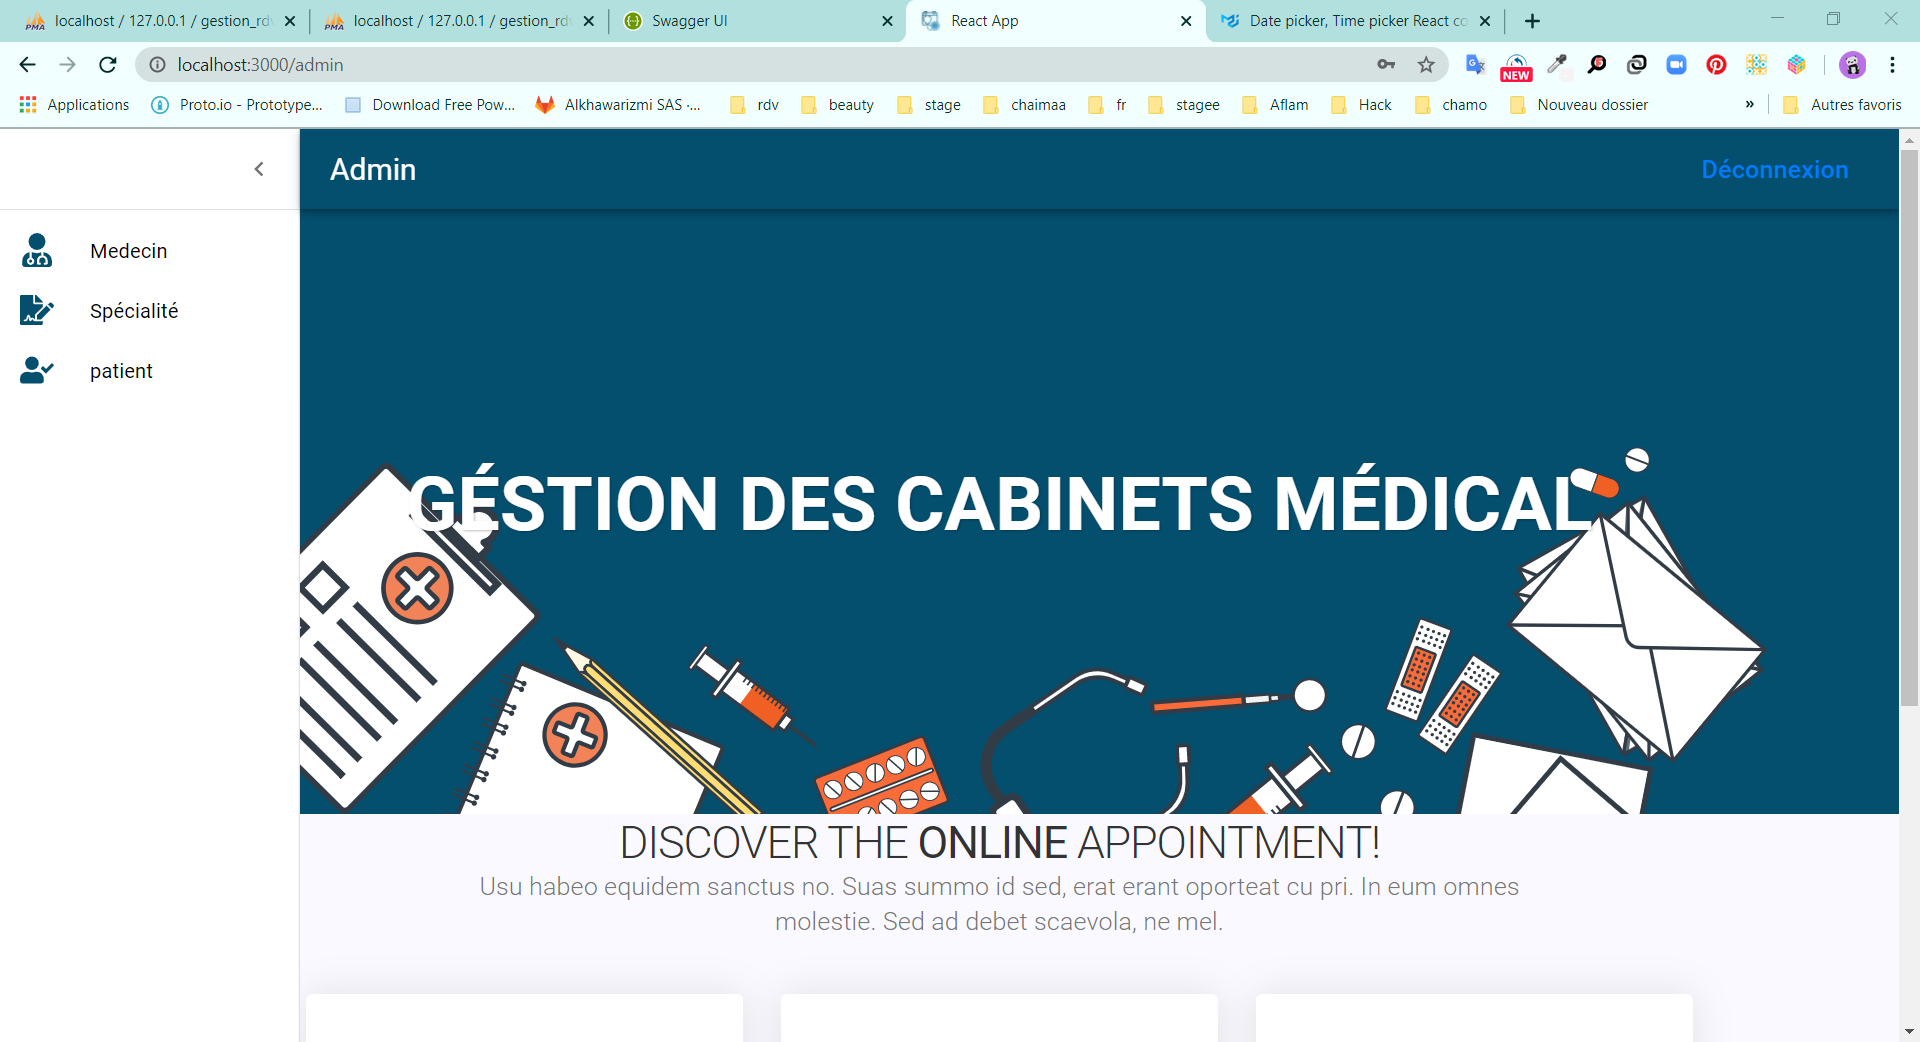 localhost / 127.0.0.1 / gestion_rd
localhost / 127.0.0.1 / gestion_rd
Swagger UI
React App
Date picker, Time picker React co
localhost:3000/admin
NEW
Applications
Proto.io - Prototype...
Download Free Pow...
Alkhawarizmi SAS ·...
rdv
beauty
stage
chaimaa
fr
stagee
Aflam
Hack
chamo
Nouveau dossier
»
Autres favoris
Admin
Déconnexion
Medecin
Spécialité
patient
GÉSTION DES CABINETS MÉDICAL
DISCOVER THE ONLINE APPOINTMENT!
Usu habeo equidem sanctus no. Suas summo id sed, erat erant oporteat cu pri. In eum omnes
molestie. Sed ad debet scaevola, ne mel.